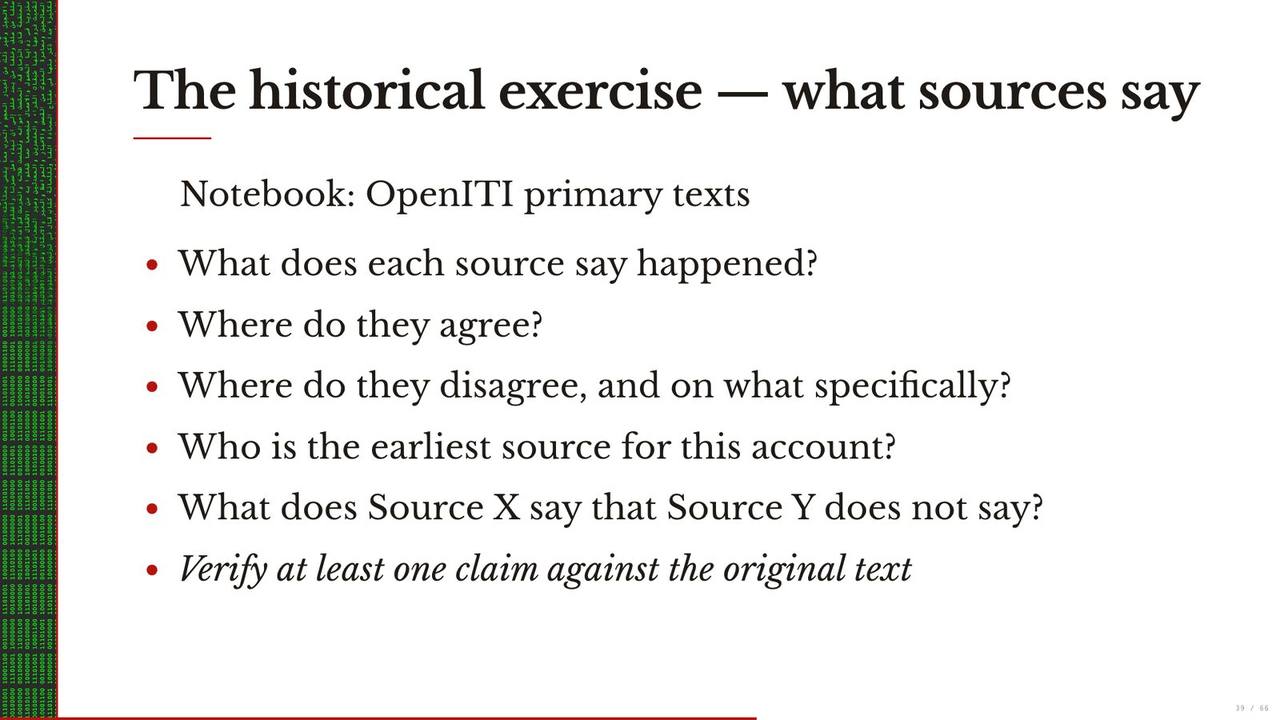 The historical exercise — what sources say
Notebook: OpenITI primary texts
• What does each source say happened?
• Where do they agree?
• Where do they disagree, and on what specifically?
• Who is the earliest source for this account?
• What does Source X say that Source Y does not say?
• Verify at least one claim against the original text
39 / 66